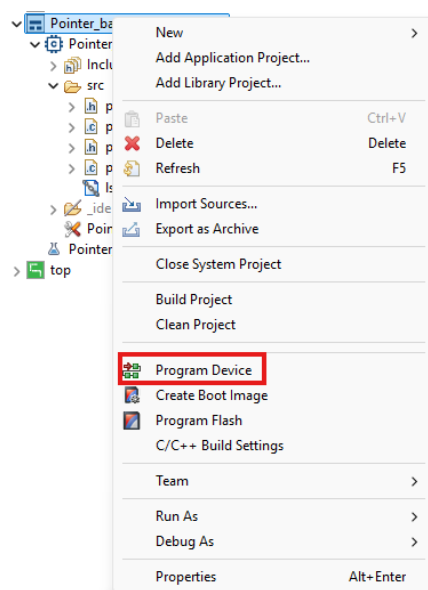 Pointer_ba
Pointer
Inclu
src
.h p
.c p
.h p
.c p
ls
_ide
Poin
Pointer
top
New
Add Application Project...
Add Library Project...
Paste Ctrl+V
Delete Delete
Refresh F5
Import Sources...
Export as Archive
Close System Project
Build Project
Clean Project
Program Device
Create Boot Image
Program Flash
C/C++ Build Settings
Team
Run As
Debug As
Properties Alt+Enter